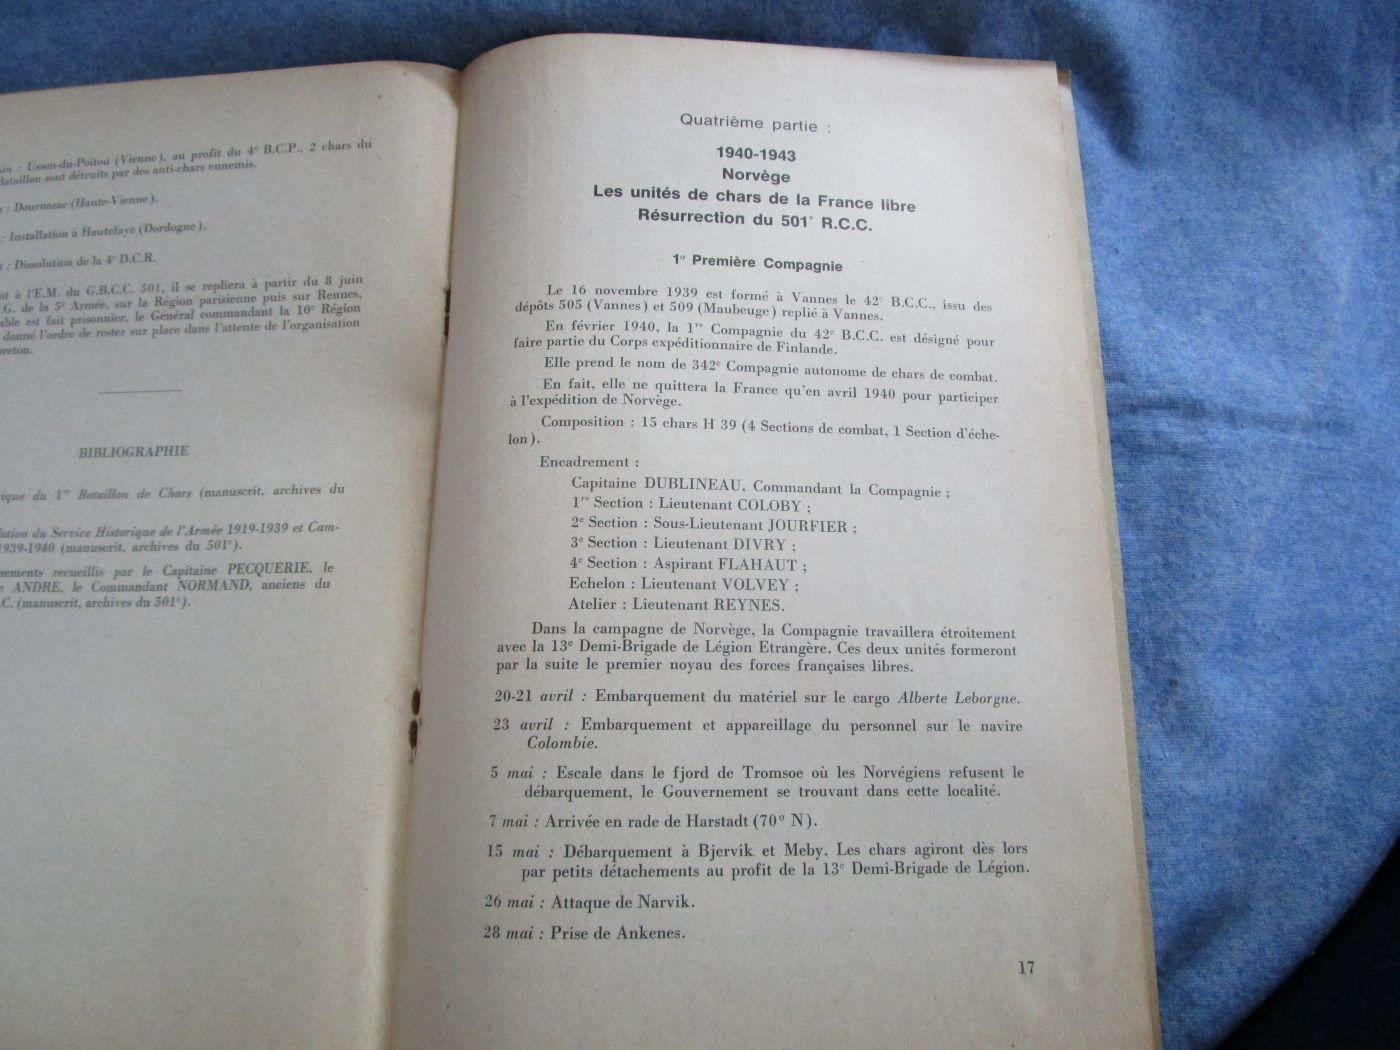 : Usson-du-Poitou (Vienne), au profit du 4e B.C.P., 2 chars du
Bataillon sont détruits par des anti-chars ennemis.
: Dournazac (Haute-Vienne).
: Installation à Hautefaye (Dordogne).
: Dissolution de la 4e D.C.R.
à l'E.M. du G.B.C.C. 501, il se repliera à partir du 8 juin
.G. de la 5e Armée, sur la Région parisienne puis sur Rennes,
able est fait prisonnier, le Général commandant la 10e Région
donné l'ordre de rester sur place dans l'attente de l'organisation
breton.
BIBLIOGRAPHIE
rique du 1er Bataillon de Chars (manuscrit, archives du
lation du Service Historique de l'Armée 1919-1939 et Cam-
1939-1940 (manuscrit, archives du 501e).
nements recueillis par le Capitaine PECQUERIE, le
ANDRE, le Commandant NORMAND, anciens du
.C. (manuscrit, archives du 501e).
Quatrième partie :
1940-1943
Norvège
Les unités de chars de la France libre
Résurrection du 501e R.C.C.
1o Première Compagnie
Le 16 novembre 1939 est formé à Vannes le 42e B.C.C., issu des
dépôts 505 (Vannes) et 509 (Maubeuge) replié à Vannes.
En février 1940, la 1re Compagnie du 42e B.C.C. est désigné pour
faire partie du Corps expéditionnaire de Finlande.
Elle prend le nom de 342e Compagnie autonome de chars de combat.
En fait, elle ne quittera la France qu'en avril 1940 pour participer
à l'expédition de Norvège.
Composition : 15 chars H 39 (4 Sections de combat, 1 Section d'éche-
lon).
Encadrement :
Capitaine DUBLINEAU, Commandant la Compagnie ;
1re Section : Lieutenant COLOBY ;
2e Section : Sous-Lieutenant JOURFIER ;
3e Section : Lieutenant DIVRY ;
4e Section : Aspirant FLAHAUT ;
Echelon : Lieutenant VOLVEY ;
Atelier : Lieutenant REYNES.
Dans la campagne de Norvège, la Compagnie travaillera étroitement
avec la 13e Demi-Brigade de Légion Etrangère. Ces deux unités formeront
par la suite le premier noyau des forces françaises libres.
20-21 avril : Embarquement du matériel sur le cargo Alberte Leborgne.
23 avril : Embarquement et appareillage du personnel sur le navire
Colombie.
5 mai : Escale dans le fjord de Tromsoe où les Norvégiens refusent le
débarquement, le Gouvernement se trouvant dans cette localité.
7 mai : Arrivée en rade de Harstadt (70° N).
15 mai : Débarquement à Bjervik et Meby. Les chars agiront dès lors
par petits détachements au profit de la 13e Demi-Brigade de Légion.
26 mai : Attaque de Narvik.
28 mai : Prise de Ankenes.
17